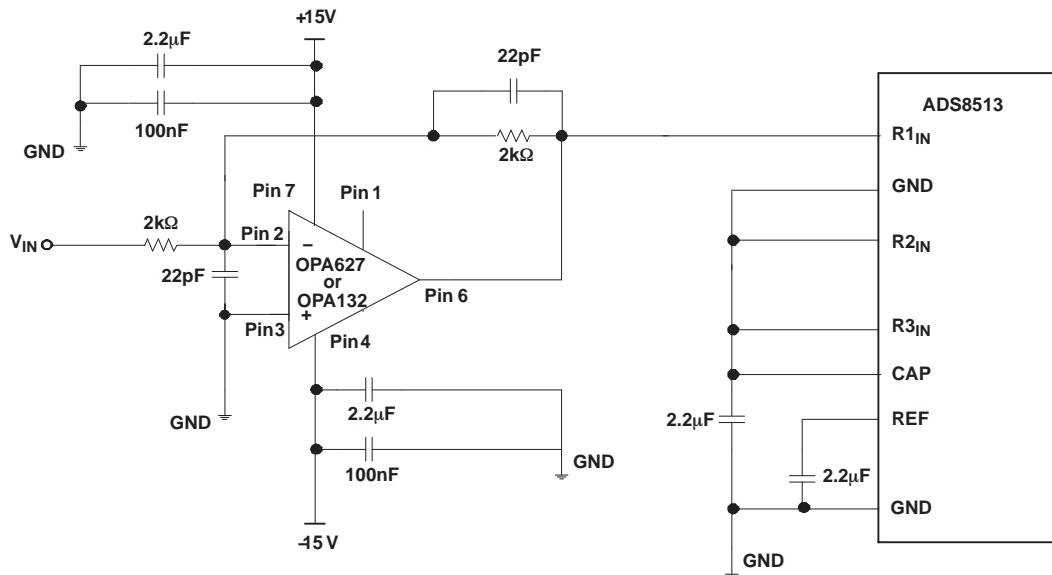 +15V
2.2μF
22pF
ADS8513
100nF
GND
R1IN
2kΩ
GND
Pin 7
Pin 1
2kΩ
VIN
Pin 2
–
R2IN
22pF
OPA627
or
OPA132
Pin 6
Pin3
+
Pin4
R3IN
CAP
2.2μF
GND
2.2μF
REF
100nF
GND
2.2μF
GND
–15 V
GND